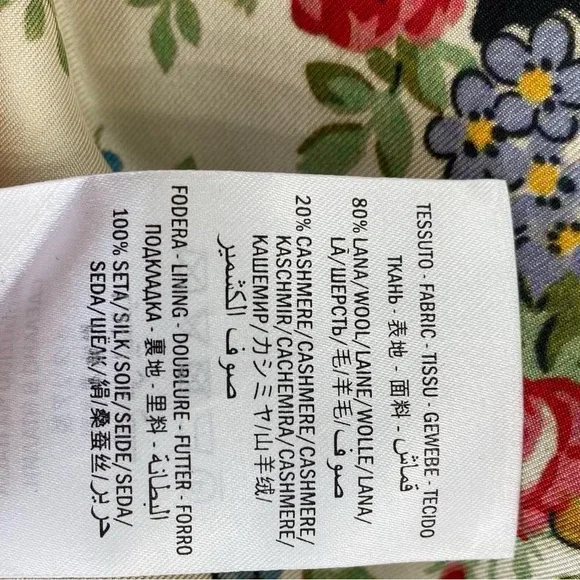 TESSUTO - FABRIC - TISSU - GEWEBE - TECIDO
ТКАНЬ - 表地 - 面料 - قماش
80% LANA/WOOL/LAINE/WOLLE/LANA/
LÃ/ШЕРСТЬ/毛/羊毛/صوف
20% CASHMERE/CASHMERE/CASHMERE/
KASCHMIR/CACHEMIRA/CASHMERE/
КАШЕМИР/カシミヤ/山羊绒/
صوف الكشمير
FODERA - LINING - DOUBLURE - FUTTER - FORRO
ПОДКЛАДКА - 裏地 - 里料 - البطانة
100% SETA/SILK/SOIE/SEIDE/SEDA/
SEDA/ШЁЛК/絹/桑蚕丝/حرير